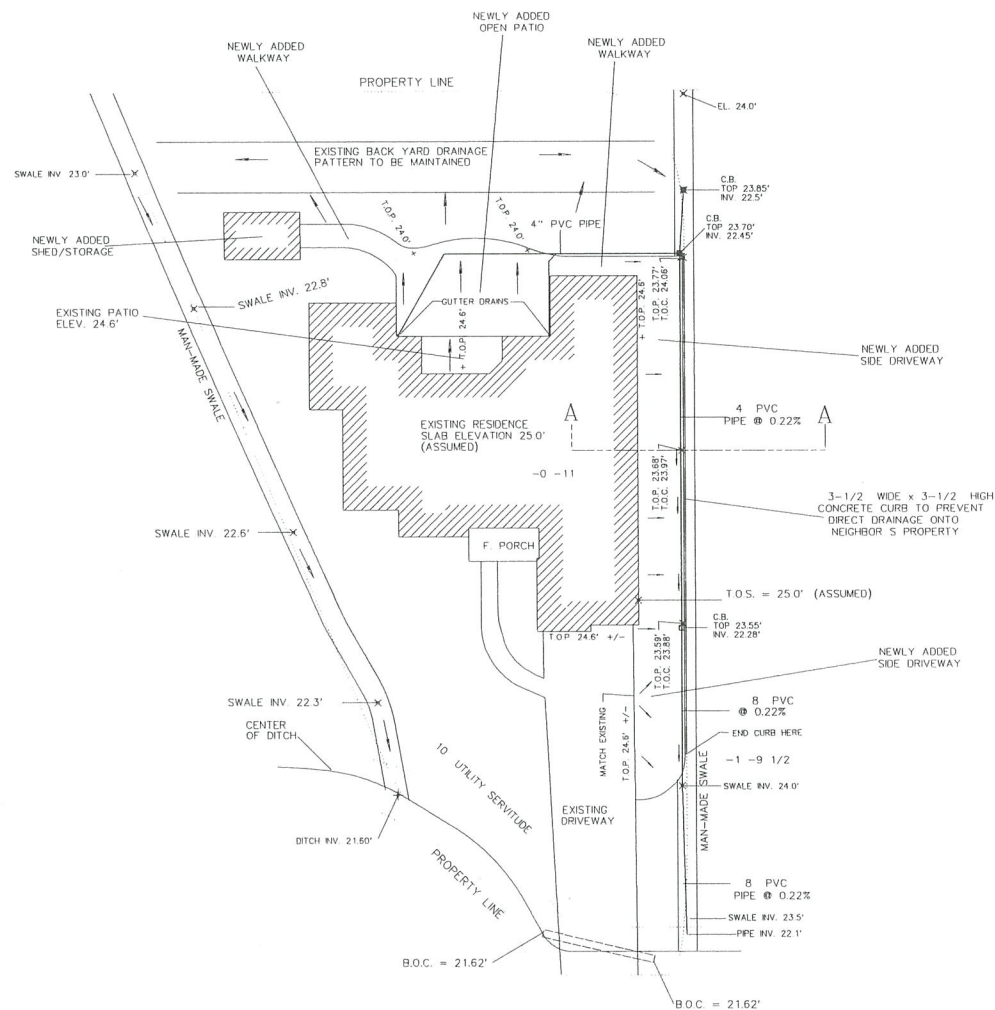 NEWLY ADDED
OPEN PATIO
NEWLY ADDED
WALKWAY
NEWLY ADDED
WALKWAY
PROPERTY LINE
EL. 24.0'
EXISTING BACK YARD DRAINAGE
PATTERN TO BE MAINTAINED
SWALE INV 23.0'
C.B.
TOP 23.85'
INV. 22.5'
T.O.P. 24.0'
T.O.P. 24.0'
4" PVC PIPE
C.B.
TOP 23.70'
INV. 22.45'
NEWLY ADDED
SHED/STORAGE
SWALE INV. 22.8'
GUTTER DRAINS
T.O.P. 24.6'
T.O.P. 24.6'
T.O.P. 23.77'
T.O.C. 24.06'
EXISTING PATIO
ELEV. 24.6'
MAN-MADE SWALE
NEWLY ADDED
SIDE DRIVEWAY
4 PVC
PIPE @ 0.22%
A
A
EXISTING RESIDENCE
SLAB ELEVATION 25.0'
(ASSUMED)
-0 -11
T.O.P. 23.68'
T.O.C. 23.97'
3-1/2 WIDE x 3-1/2 HIGH
CONCRETE CURB TO PREVENT
DIRECT DRAINAGE ONTO
NEIGHBOR S PROPERTY
SWALE INV. 22.6'
F. PORCH
T.O.S. = 25.0' (ASSUMED)
C.B.
TOP 23.55'
INV. 22.28'
T.O.P. 24.6' +/-
T.O.P. 23.59'
T.O.C. 23.88'
NEWLY ADDED
SIDE DRIVEWAY
SWALE INV. 22.3'
8 PVC
@ 0.22%
CENTER
OF DITCH
MATCH EXISTING
T.O.P. 24.6' +/-
END CURB HERE
-1 -9 1/2
10 UTILITY SERVITUDE
SWALE INV. 24.0'
MAN-MADE SWALE
EXISTING
DRIVEWAY
DITCH INV. 21.60'
PROPERTY LINE
8 PVC
PIPE @ 0.22%
SWALE INV. 23.5'
PIPE INV. 22.1'
B.O.C. = 21.62'
B.O.C. = 21.62'